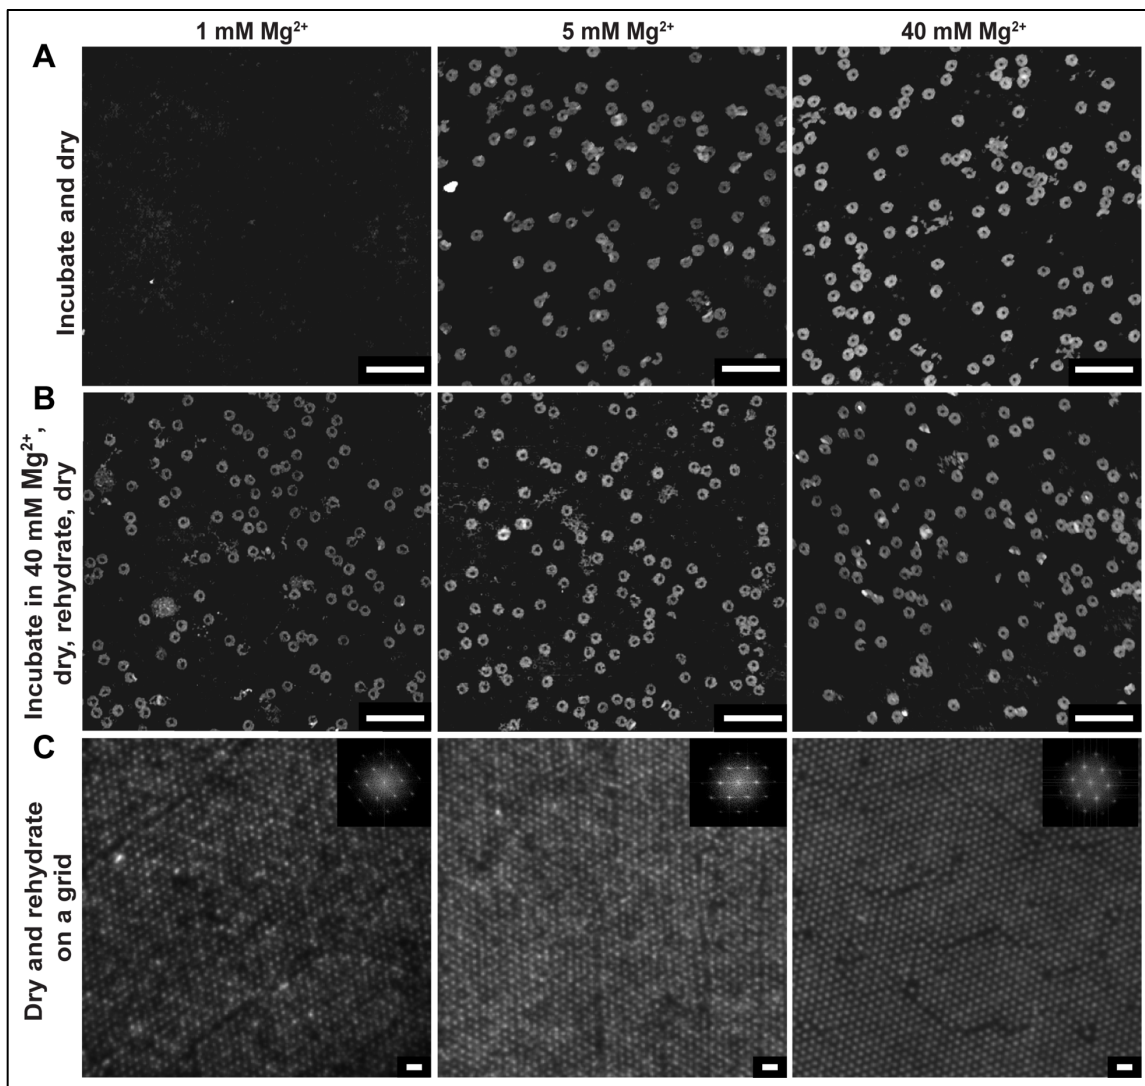 1 mM Mg²⁺ 5 mM Mg²⁺ 40 mM Mg²⁺
A
Incubate and dry
B
Incubate in 40 mM Mg²⁺,
dry, rehydrate, dry
C
Dry and rehydrate
on a grid